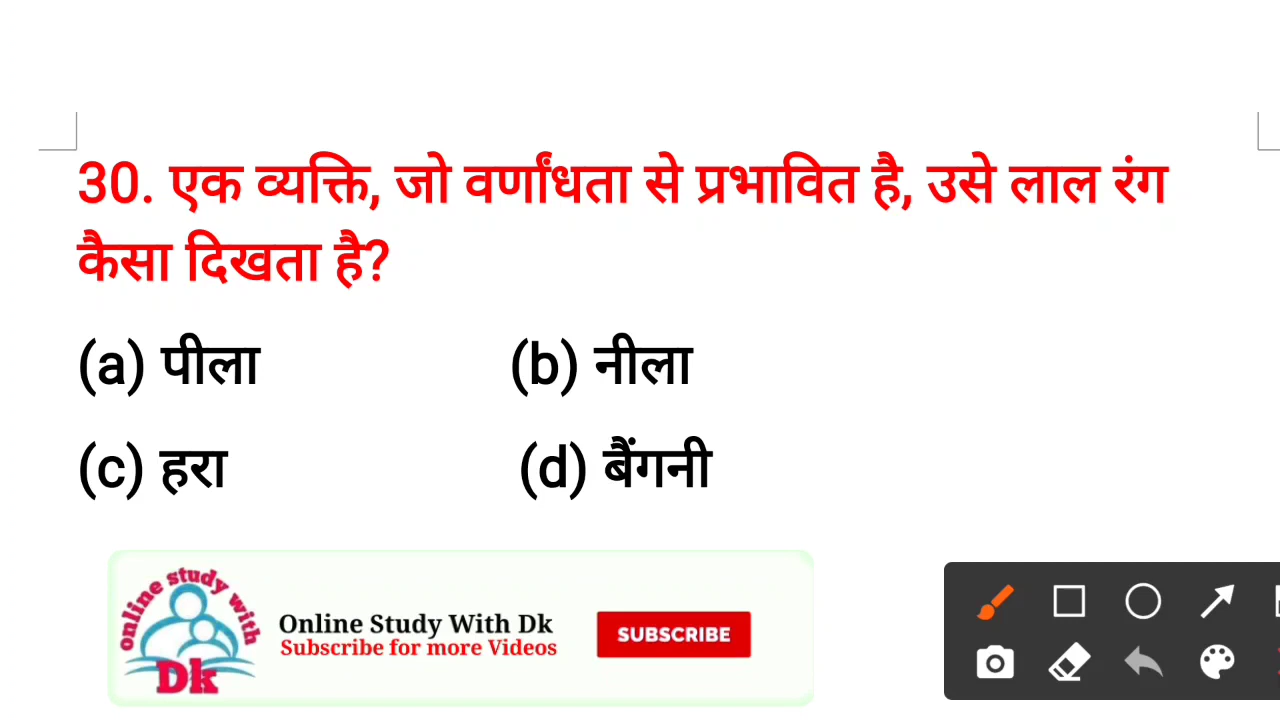 30. एक व्यक्ति, जो वर्णांधता से प्रभावित है, उसे लाल रंग
कैसा दिखता है?
(a) पीला (b) नीला
(c) हरा (d) बैंगनी
online study with
Dk
Online Study With Dk
Subscribe for more Videos
SUBSCRIBE